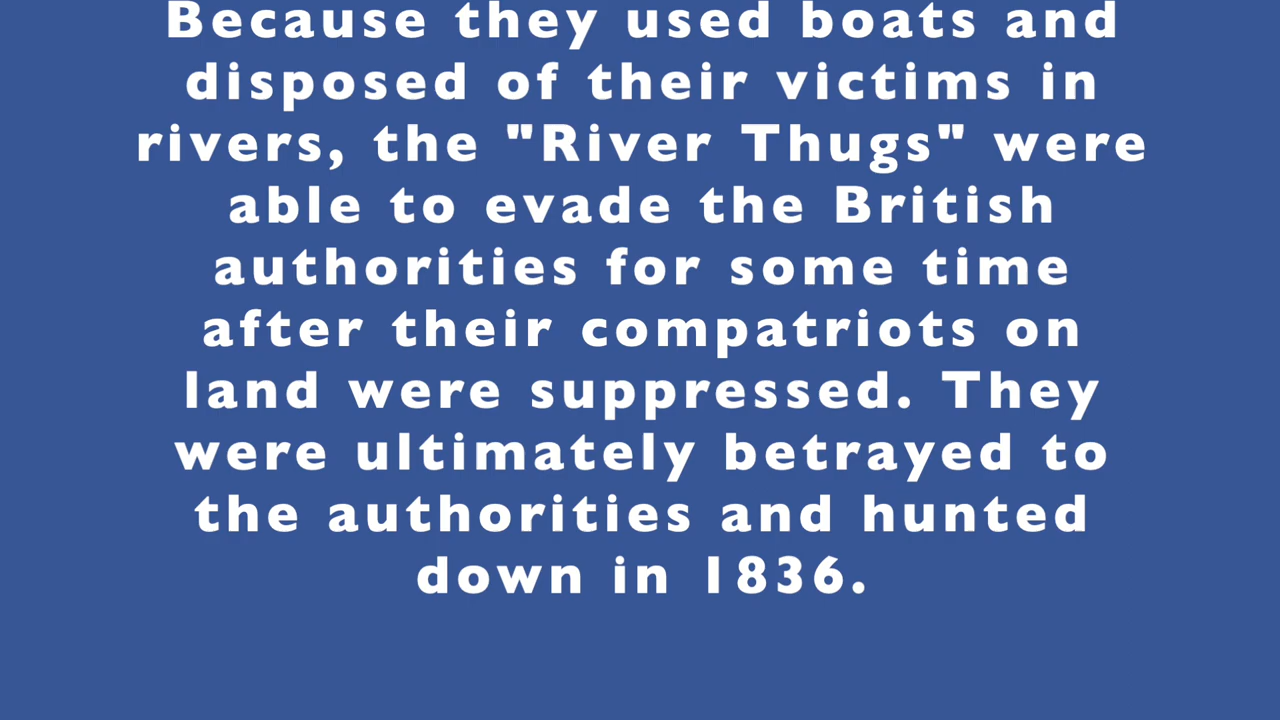 Because they used boats and
disposed of their victims in
rivers, the "River Thugs" were
able to evade the British
authorities for some time
after their compatriots on
land were suppressed. They
were ultimately betrayed to
the authorities and hunted
down in 1836.